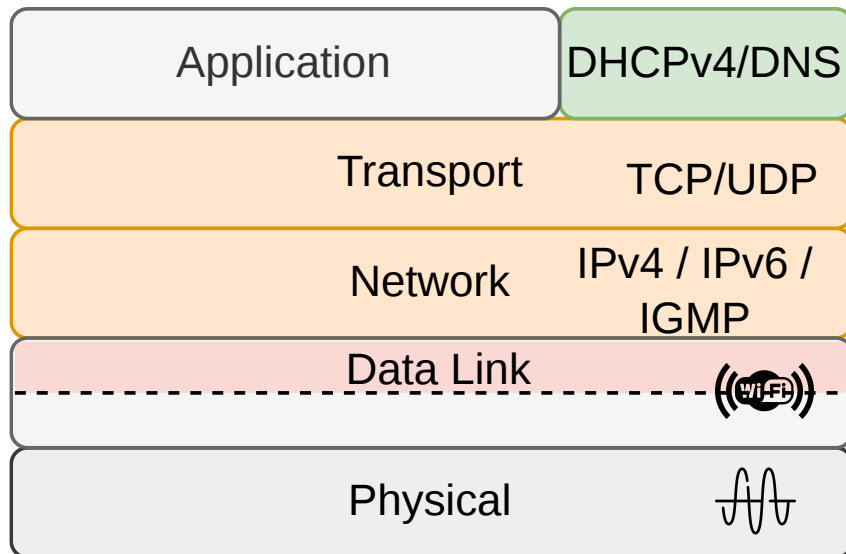 Application
DHCPv4/DNS
Transport
TCP/UDP
Network
IPv4 / IPv6 /
IGMP
Data Link
Wi Fi
Physical